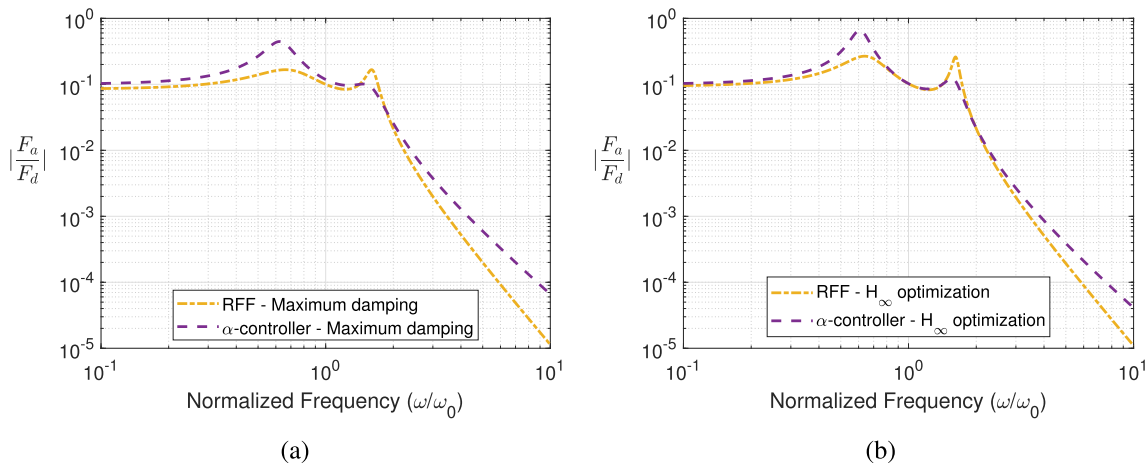 10^0
10^-1
10^-2
10^-3
10^-4
10^-5
|F_a/F_d|
RFF - Maximum damping
α-controller - Maximum damping
10^-1 10^0 10^1
Normalized Frequency (ω/ω_0)
(a)
10^0
10^-1
10^-2
10^-3
10^-4
10^-5
|F_a/F_d|
RFF - H_∞ optimization
α-controller - H_∞ optimization
10^-1 10^0 10^1
Normalized Frequency (ω/ω_0)
(b)